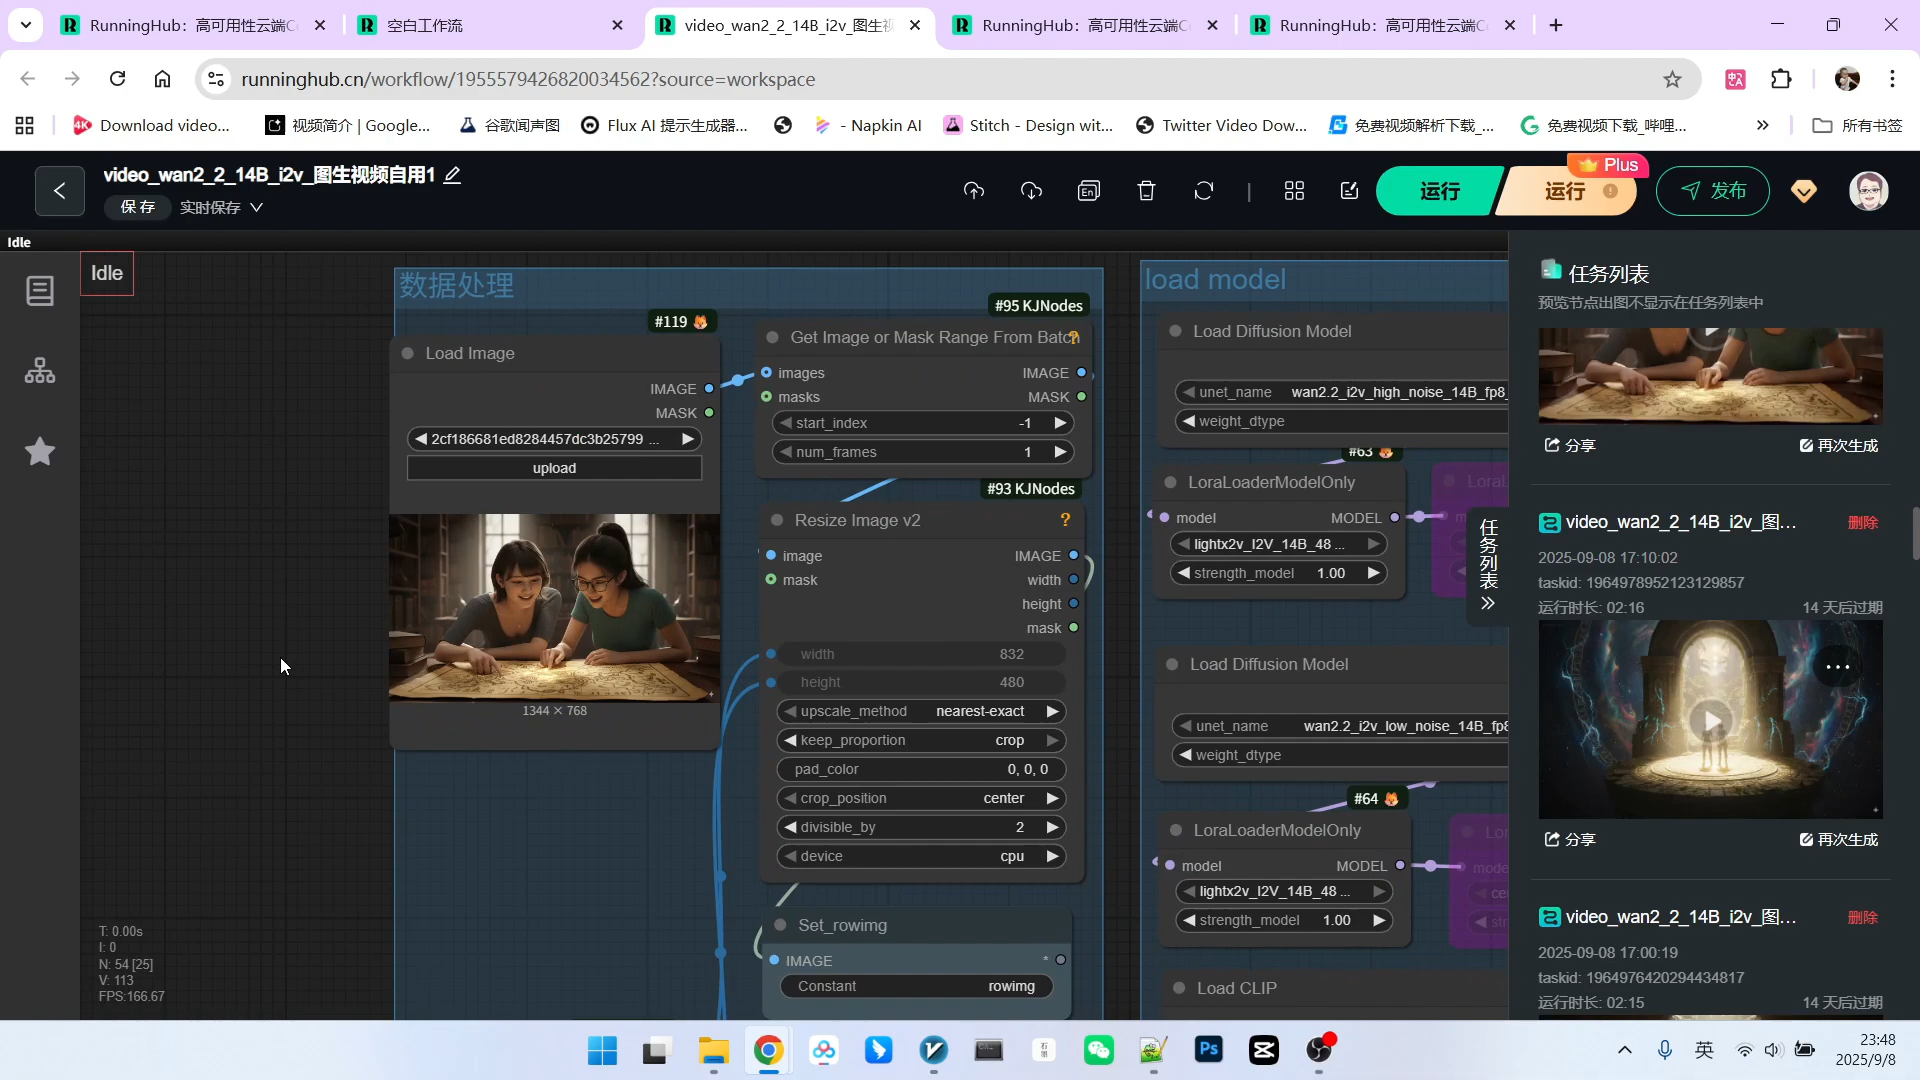 RunningHub：高可用性云端C
空白工作流
video_wan2_2_14B_i2v_图生视
RunningHub：高可用性云端C
RunningHub：高可用性云端C
runninghub.cn/workflow/1955579426820034562?source=workspace
Download video...
视频简介 | Google...
谷歌闻声图
Flux AI 提示生成器...
- Napkin AI
Stitch - Design wit...
Twitter Video Dow...
免费视频解析下载_...
免费视频下载_哔哩...
所有书签
video_wan2_2_14B_i2v_图生视频自用1
保存
实时保存
En
运行
运行
Plus
发布
Idle
Idle
数据处理
#119
Load Image
IMAGE
MASK
2cf186681ed8284457dc3b25799 ...
upload
1344 × 768
#95 KJNodes
Get Image or Mask Range From Batch
images
IMAGE
masks
MASK
start_index -1
num_frames 1
#93 KJNodes
Resize Image v2 ?
image
IMAGE
mask
width
height
mask
width 832
height 480
upscale_method nearest-exact
keep_proportion crop
pad_color 0, 0, 0
crop_position center
divisible_by 2
device cpu
Set_rowimg
IMAGE *
Constant rowimg
load model
Load Diffusion Model
unet_name wan2.2_i2v_high_noise_14B_fp8_
weight_dtype
#63
LoraLoaderModelOnly
model MODEL
lightx2v_I2V_14B_48 ...
strength_model 1.00
Load Diffusion Model
unet_name wan2.2_i2v_low_noise_14B_fp8
weight_dtype
#64
LoraLoaderModelOnly
model MODEL
lightx2v_I2V_14B_48 ...
strength_model 1.00
Load CLIP
任务列表
任务列表
预览节点出图不显示在任务列表中
分享
再次生成
video_wan2_2_14B_i2v_图...
删除
2025-09-08 17:10:02
taskid: 1964978952123129857
运行时长: 02:16
14 天后过期
分享
再次生成
video_wan2_2_14B_i2v_图...
删除
2025-09-08 17:00:19
taskid: 1964976420294434817
运行时长: 02:15
14 天后过期
T: 0.00s
I: 0
N: 54 [25]
V: 113
FPS:166.67
Ps
英
23:48
2025/9/8